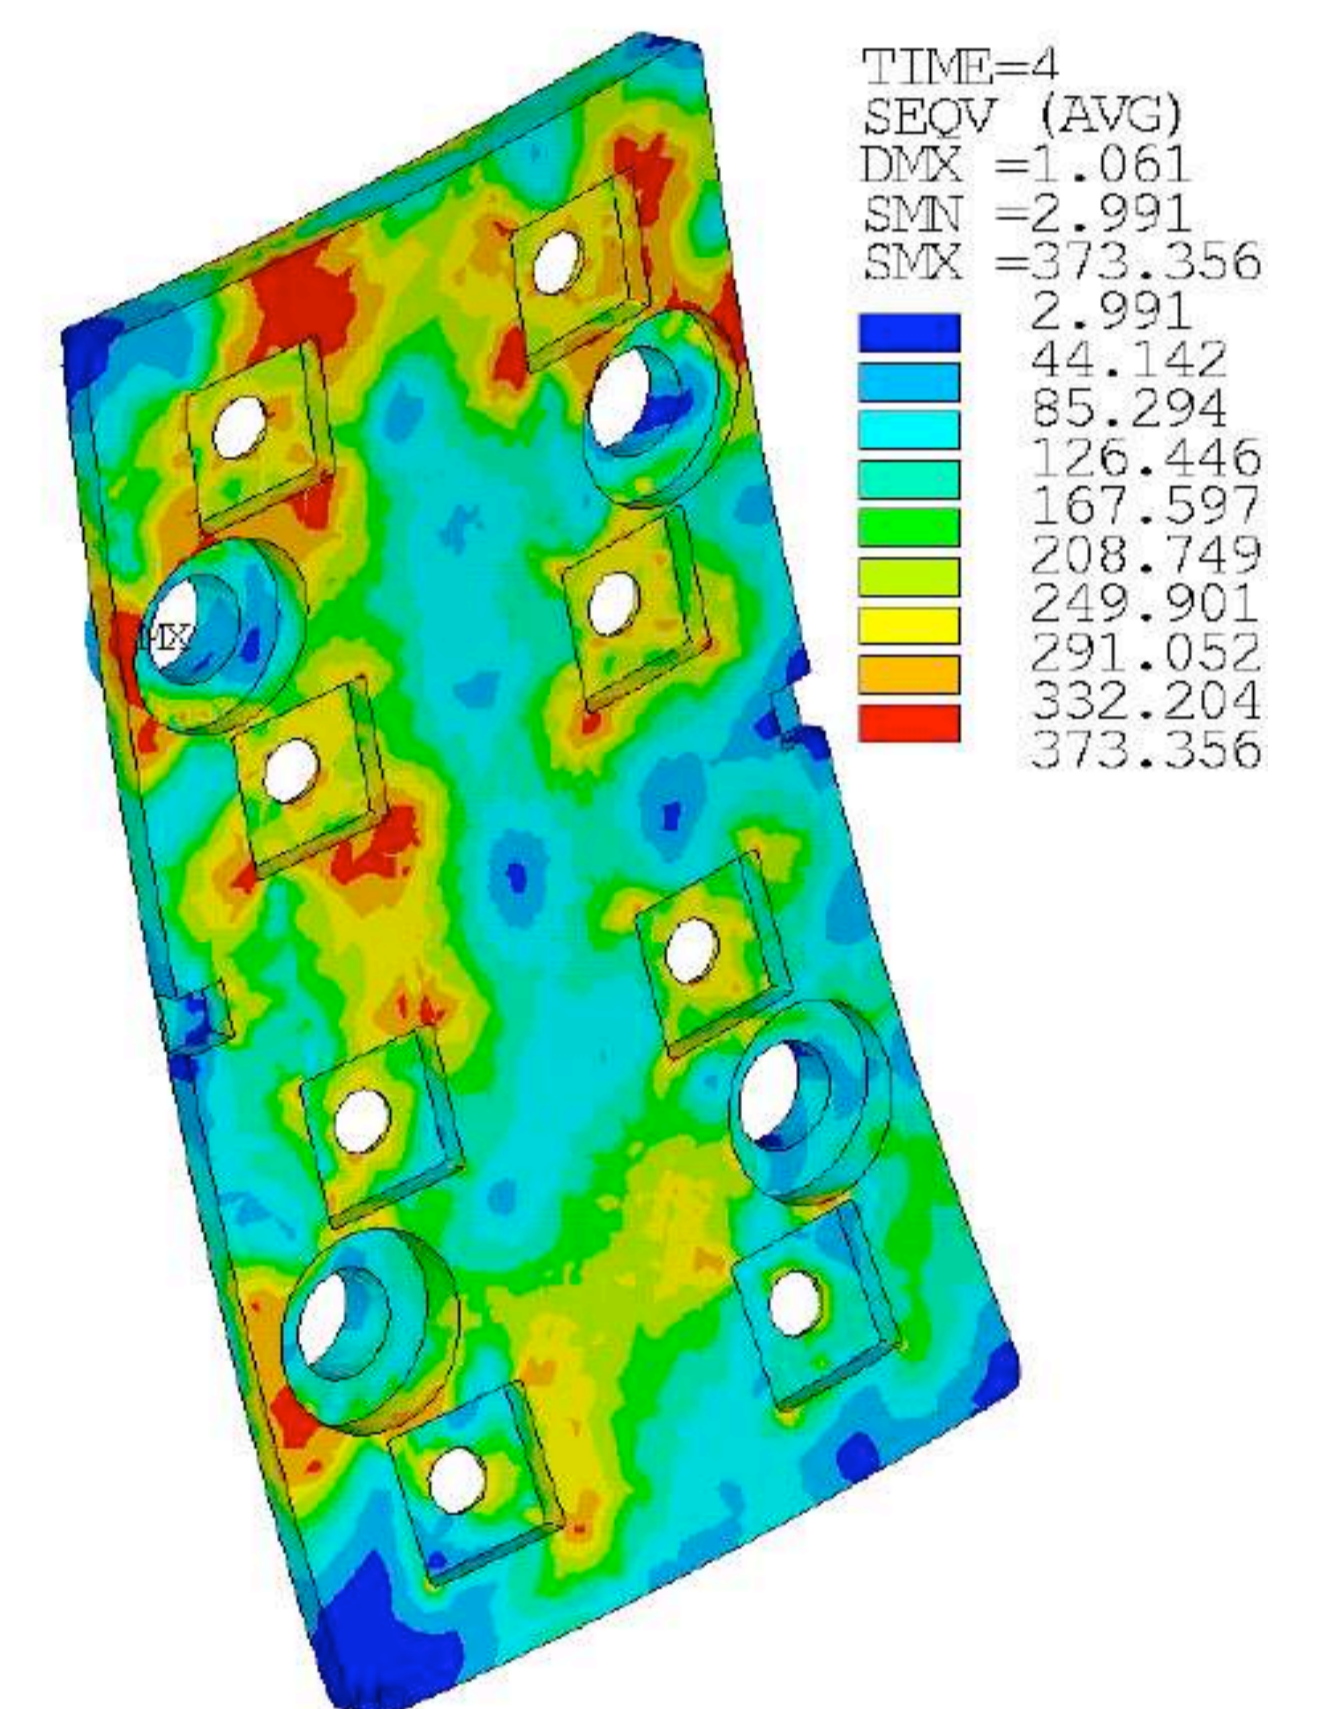 TIME=4
SEQV (AVG)
DMX =1.061
SMN =2.991
SMX =373.356
2.991
44.142
85.294
126.446
167.597
208.749
249.901
291.052
332.204
373.356
MX